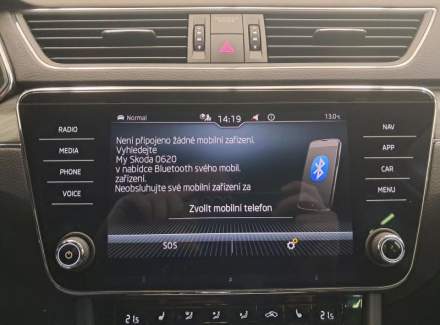 Normal 14:19 13.0°C
RADIO
MEDIA
PHONE
VOICE
Není připojeno žádné mobilní zařízení.
Vyhledejte
My Skoda 0620
v nabídce Bluetooth svého mobil.
zařízení.
Neobsluhujte své mobilní zařízení za
Zvolit mobilní telefon
SOS
NAV
APP
CAR
MENU